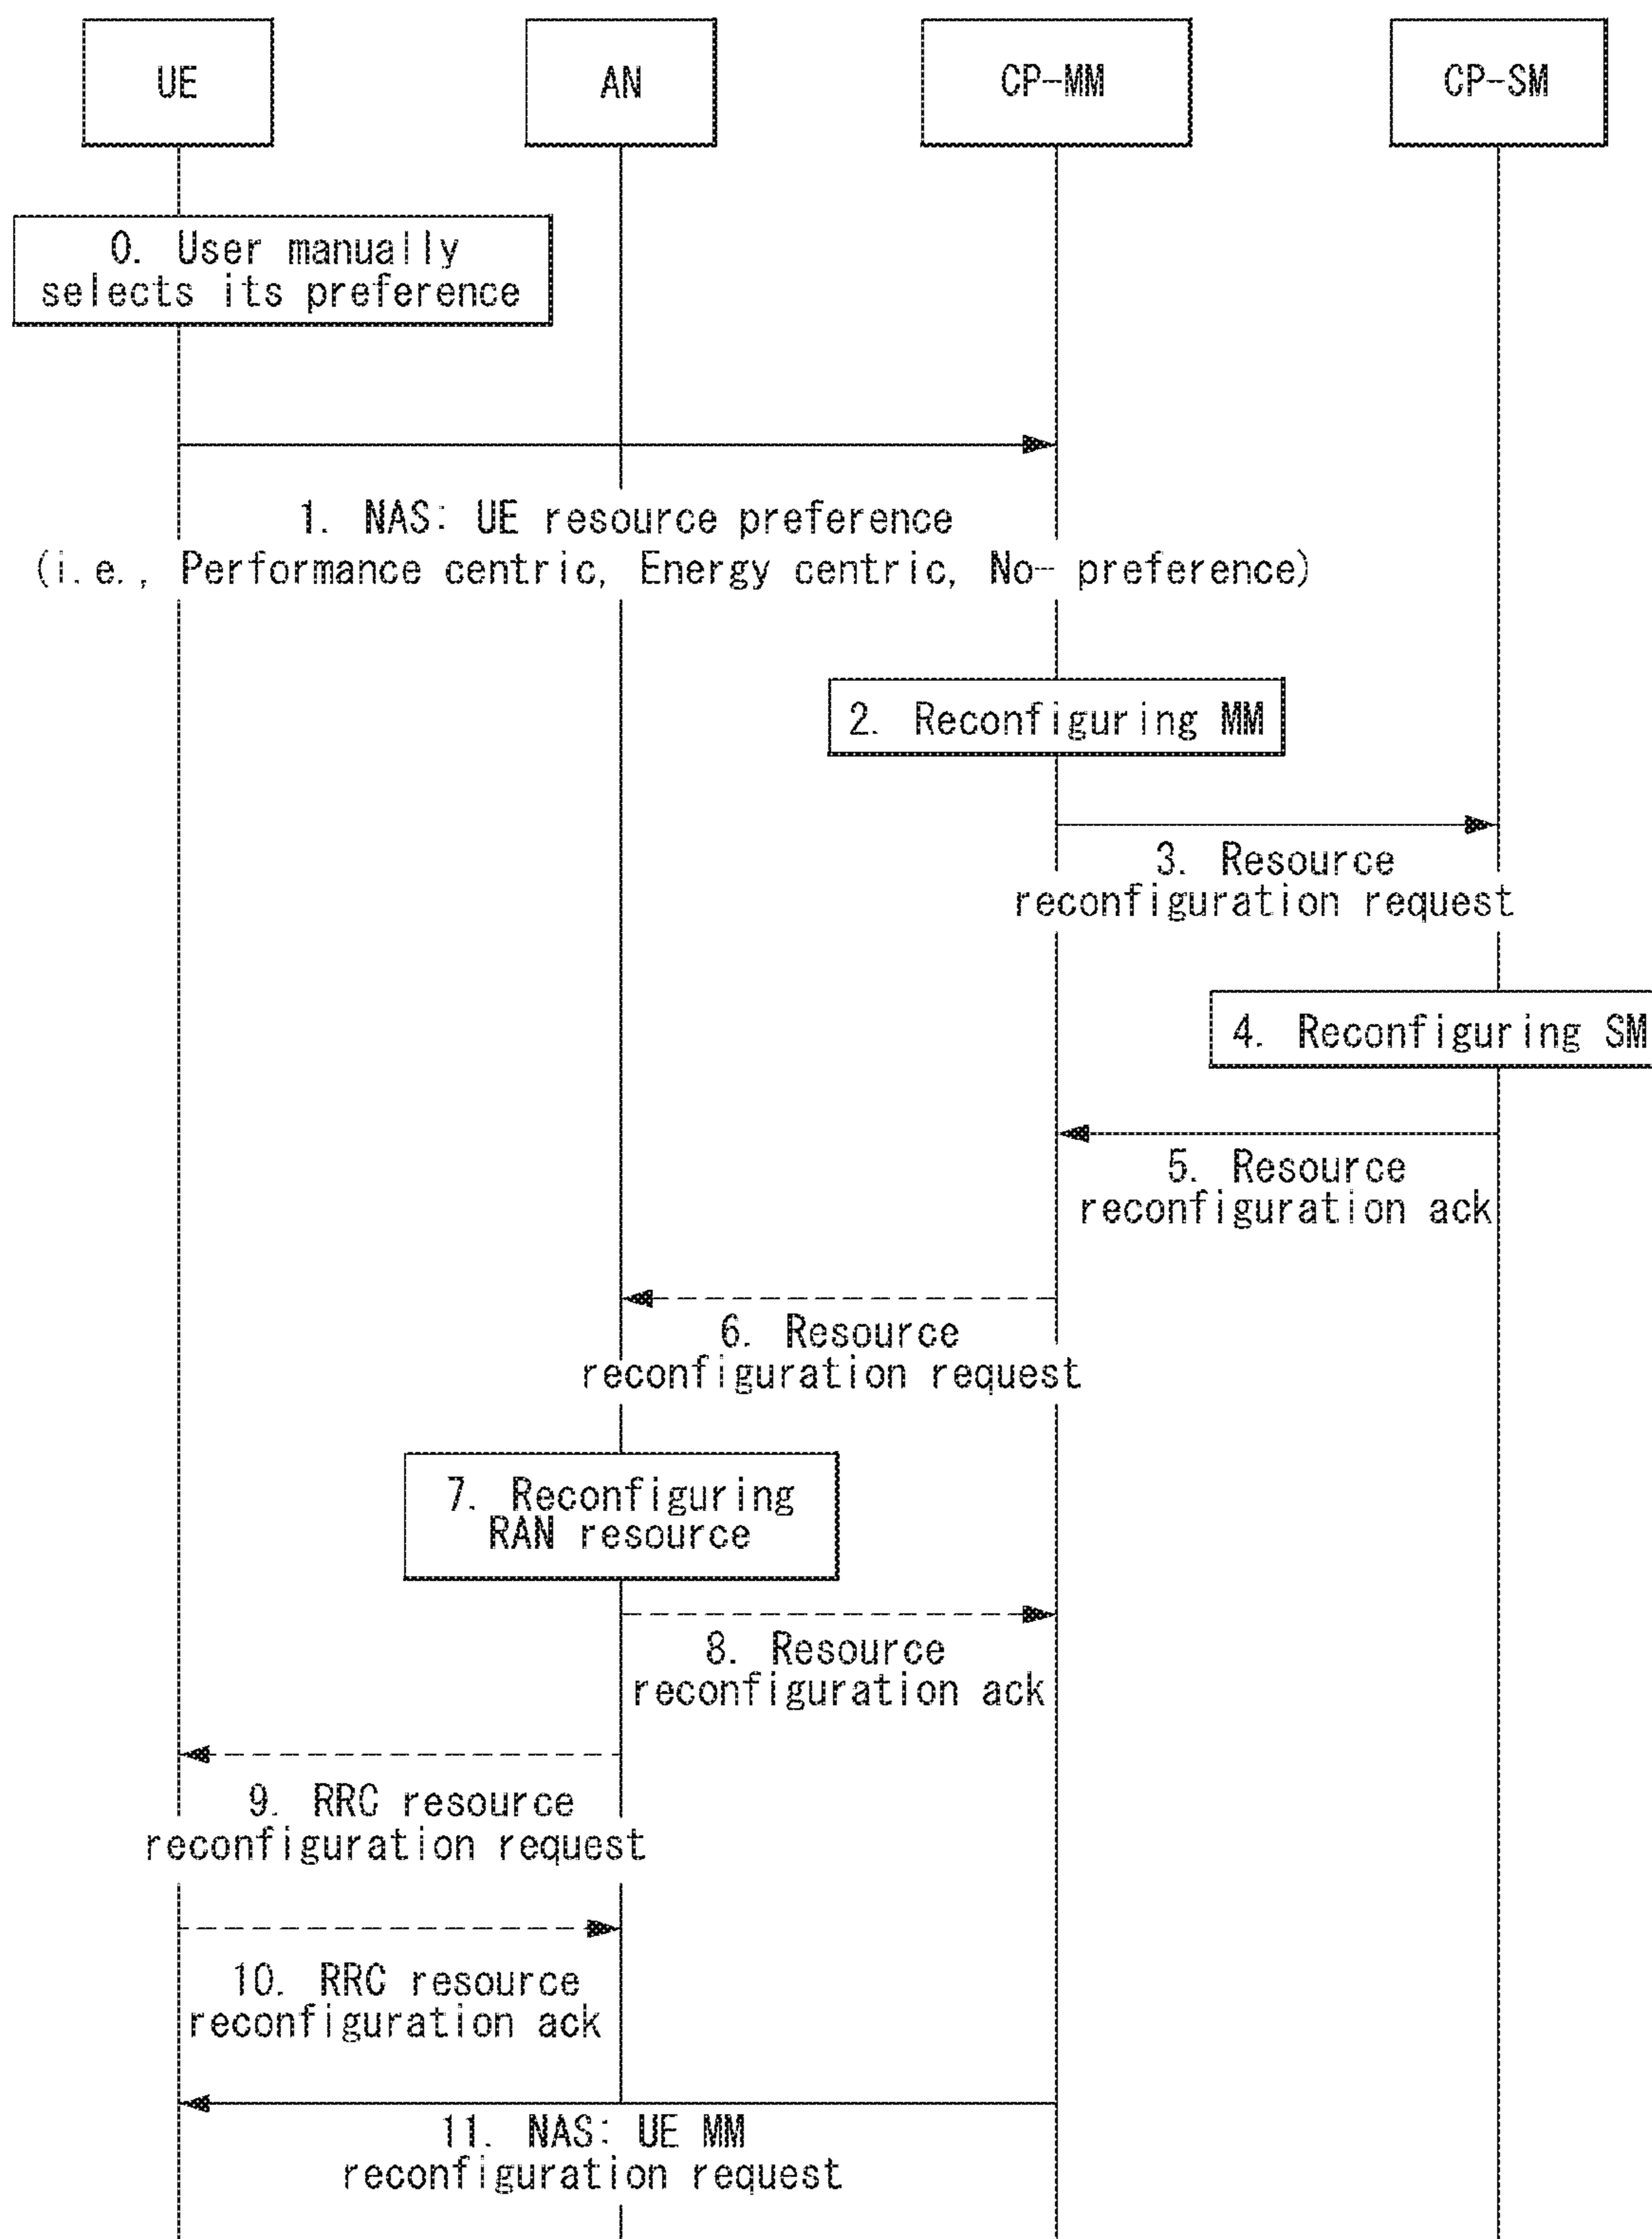 UE
AN
CP-MM
CP-SM
0. User manually
selects its preference
1. NAS: UE resource preference
(i.e., Performance centric, Energy centric, No- preference)
2. Reconfiguring MM
3. Resource
reconfiguration request
4. Reconfiguring SM
5. Resource
reconfiguration ack
6. Resource
reconfiguration request
7. Reconfiguring
RAN resource
8. Resource
reconfiguration ack
9. RRC resource
reconfiguration request
10. RRC resource
reconfiguration ack
11. NAS: UE MM
reconfiguration request